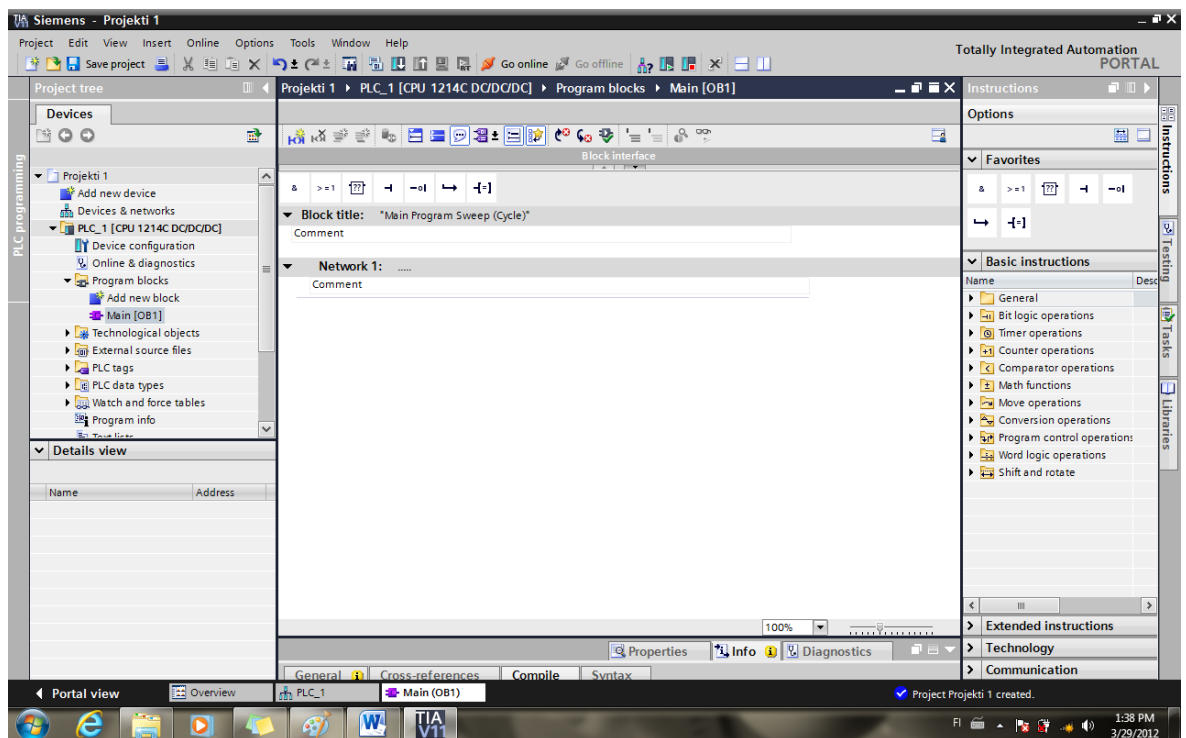 Siemens - Projekti 1
Project Edit View Insert Online Options Tools Window Help
Totally Integrated Automation
PORTAL
Save project
Go online
Go offline
Project tree
Projekti 1 ▸ PLC_1 [CPU 1214C DC/DC/DC] ▸ Program blocks ▸ Main [OB1]
Instructions
Devices
Options
PLC programming
Block interface
Projekti 1
Add new device
Devices & networks
PLC_1 [CPU 1214C DC/DC/DC]
Device configuration
Online & diagnostics
Program blocks
Add new block
Main [OB1]
Technological objects
External source files
PLC tags
PLC data types
Watch and force tables
Program info
Text lists
Details view
Name Address
& >=1 ?? -| -o| -[=]
Block title: "Main Program Sweep (Cycle)"
Comment
Network 1: .....
Comment
100%
Properties
Info
Diagnostics
General
Cross-references
Compile
Syntax
Favorites
& >=1 ?? -| -o|
-[=]
Basic instructions
Name Desc
General
Bit logic operations
Timer operations
Counter operations
Comparator operations
Math functions
Move operations
Conversion operations
Program control operations
Word logic operations
Shift and rotate
Extended instructions
Technology
Communication
Instructions
Testing
Tasks
Libraries
Portal view
Overview
PLC_1
Main (OB1)
Project Projekti 1 created.
TIA
V11
FI
1:38 PM
3/29/2012